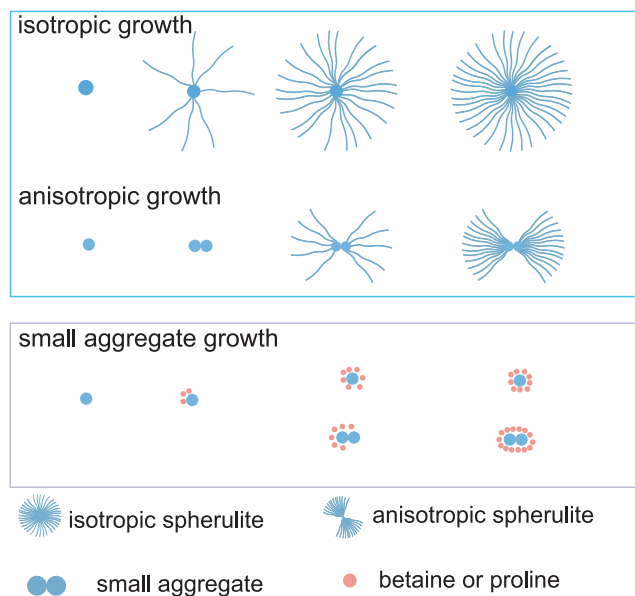 isotropic growth
anisotropic growth
small aggregate growth
isotropic spherulite
anisotropic spherulite
small aggregate
betaine or proline